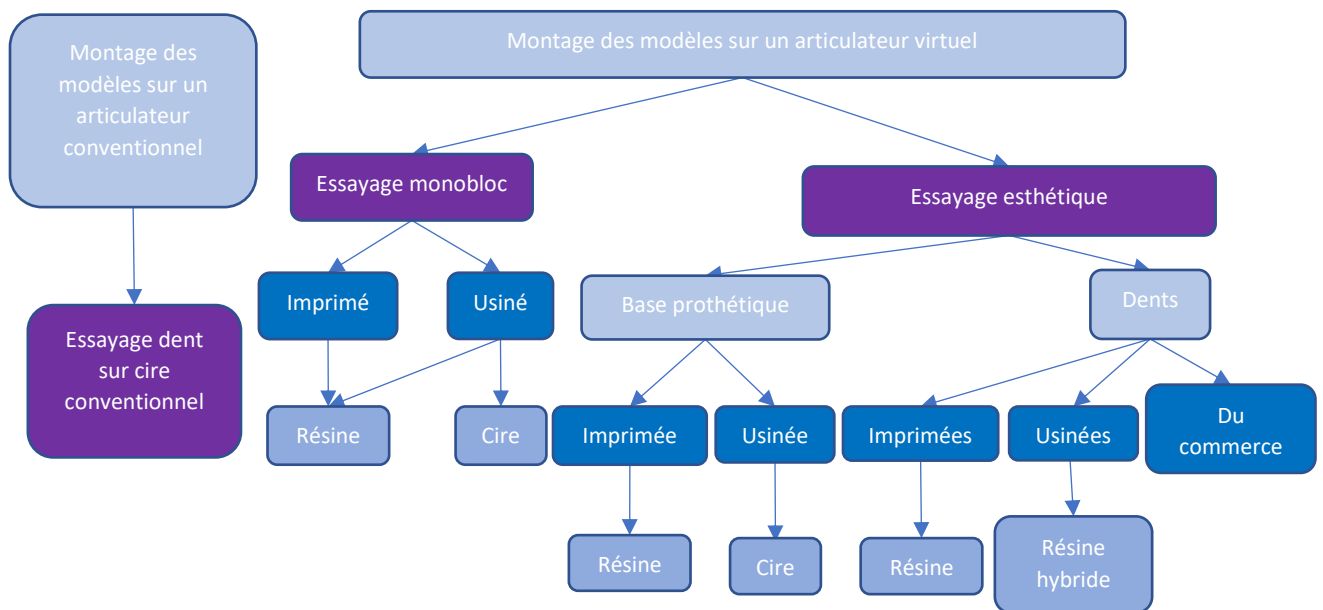 Montage des
modèles sur un
articulateur
conventionnel
Montage des modèles sur un articulateur virtuel
Essayage monobloc
Essayage esthétique
Imprimé
Usiné
Base prothétique
Dents
Essayage dent
sur cire
conventionnel
Résine
Cire
Imprimée
Usinée
Imprimées
Usinées
Du
commerce
Résine
Cire
Résine
Résine
hybride